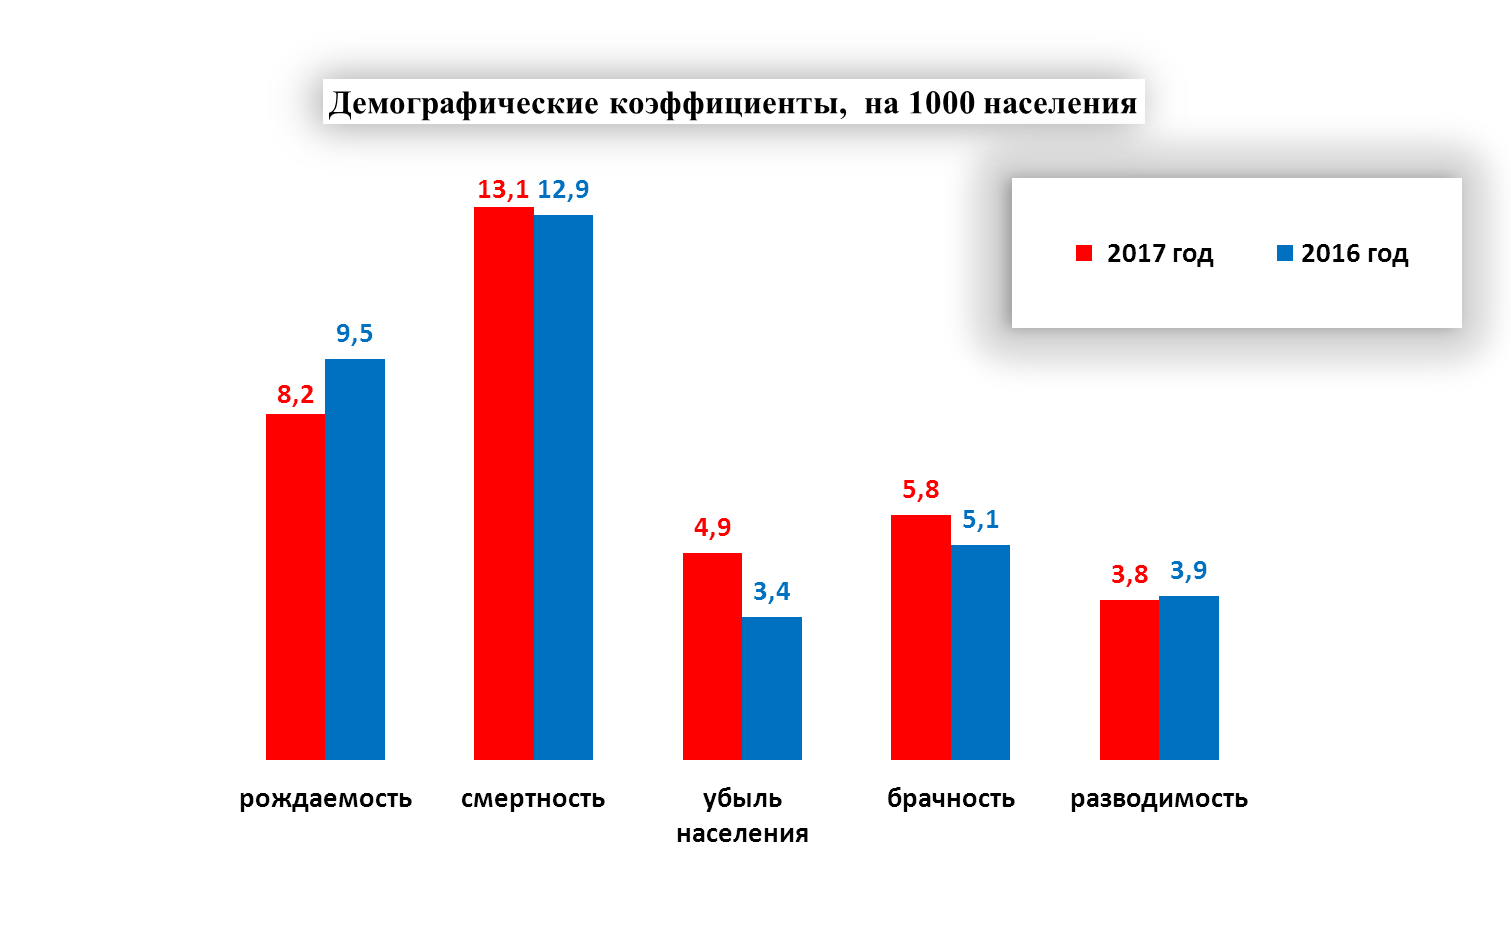 Демографические коэффициенты,  на 1000 населения
2017 год
2016 год
13,1
12,9
9,5
8,2
5,8
5,1
4,9
3,4
3,8
3,9
рождаемость
смертность
убыль
населения
брачность
разводимость